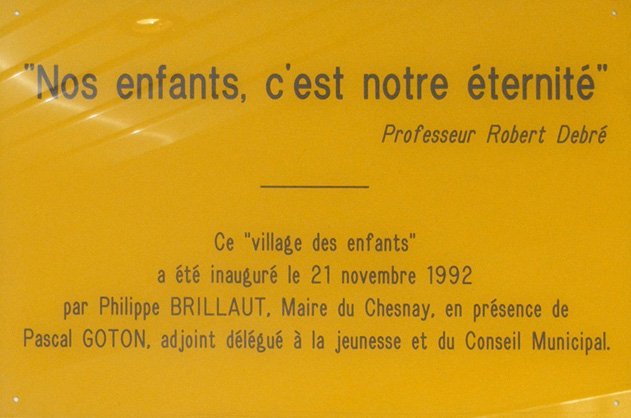 "Nos enfants, c'est notre éternité"
Professeur Robert Debré
Ce "village des enfants"
a été inauguré le 21 novembre 1992
par Philippe BRILLAUT, Maire du Chesnay, en présence de
Pascal GOTON, adjoint délégué à la jeunesse et du Conseil Municipal.